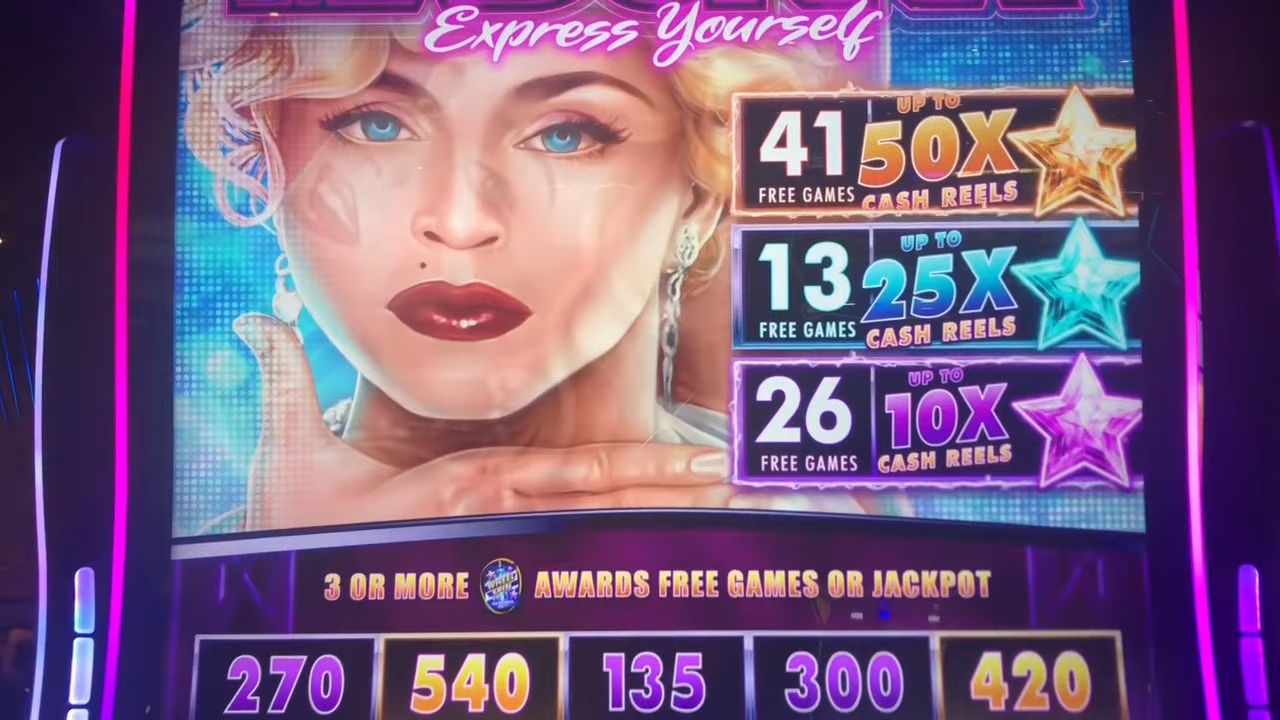 Express Yourself
41
FREE GAMES
UP TO
50X
CASH REELS
13
FREE GAMES
UP TO
25X
CASH REELS
26
FREE GAMES
UP TO
10X
CASH REELS
3 OR MORE WHEEL SPIN AWARDS FREE GAMES OR JACKPOT
270 540 135 300 420